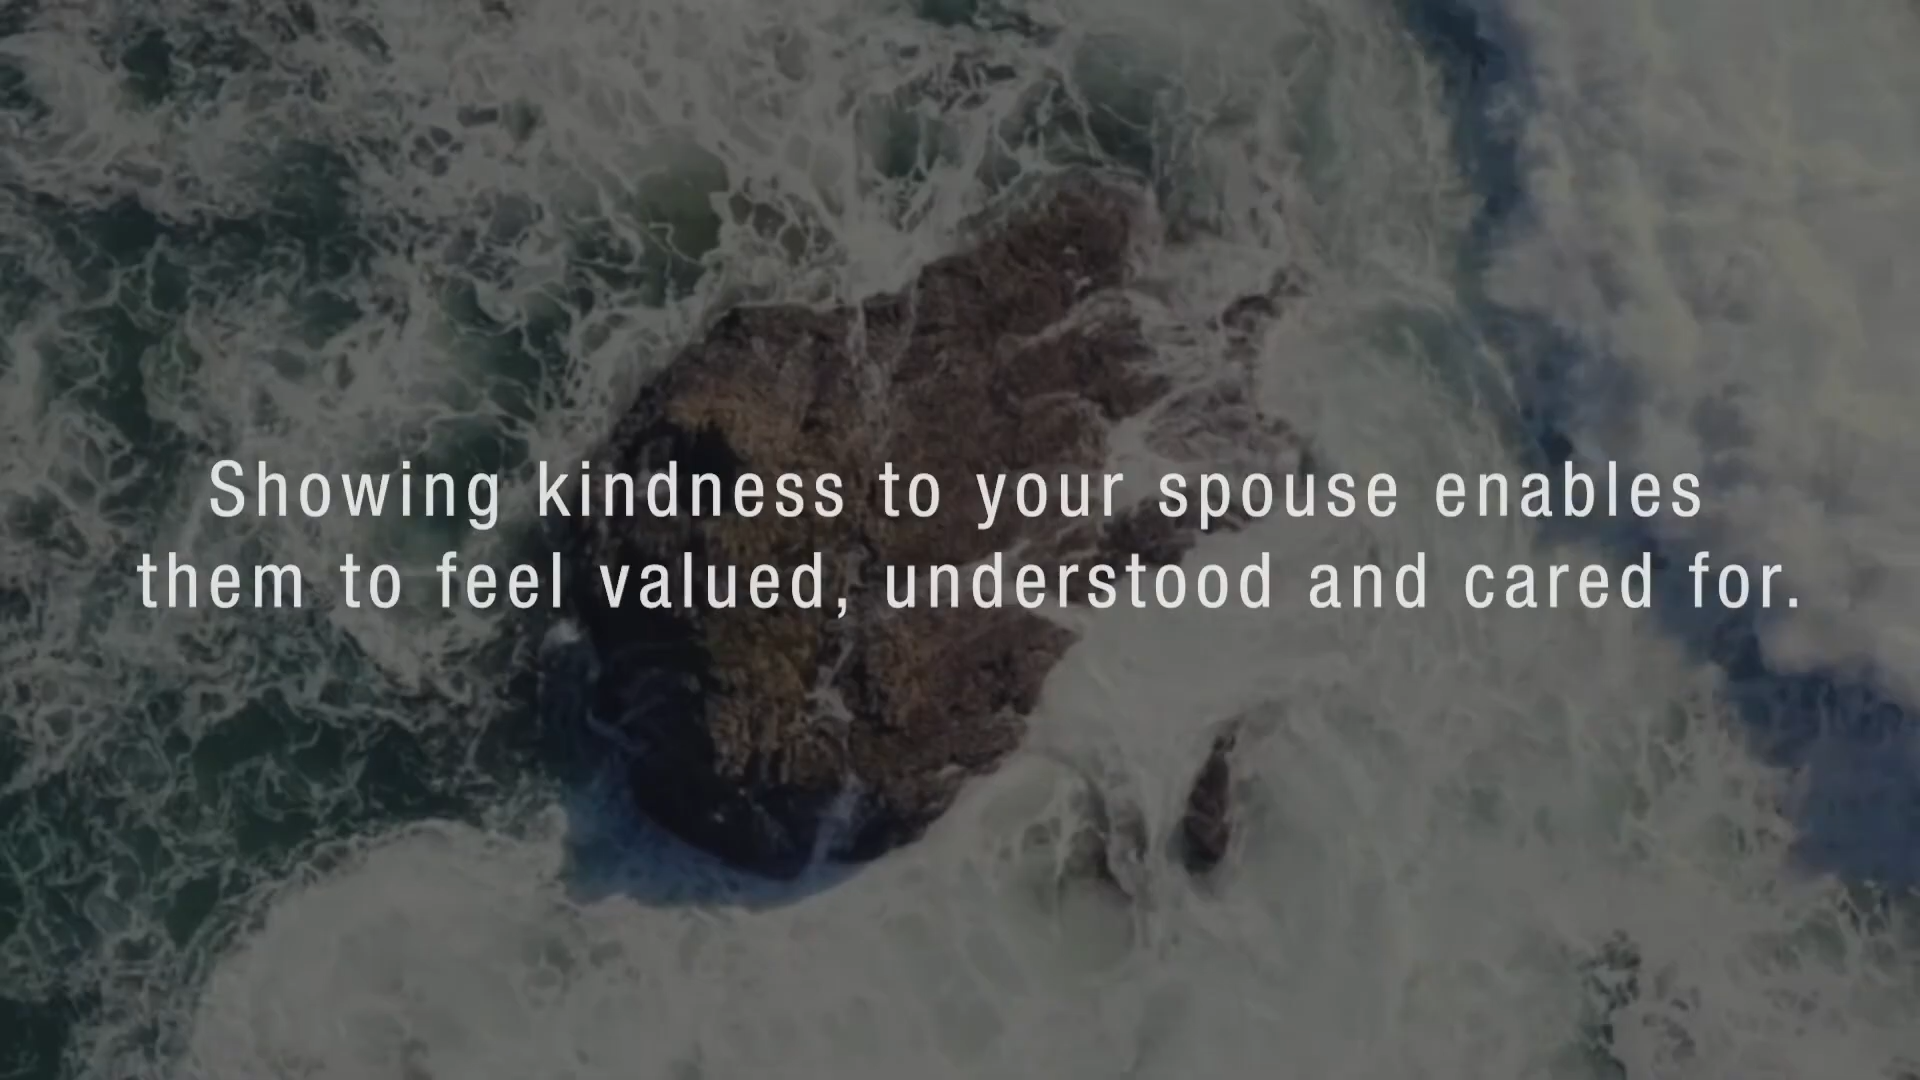 Showing kindness to your spouse enables
them to feel valued, understood and cared for.